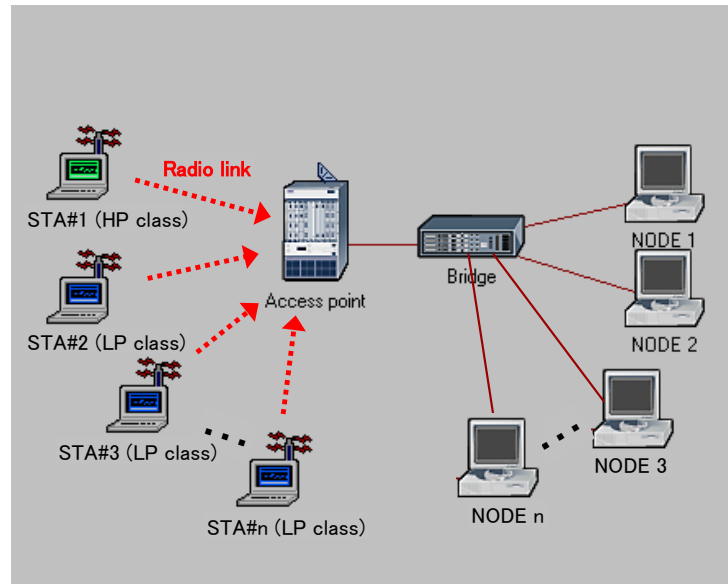 Radio link
STA#1 (HP class)
NODE 1
Bridge
Access point
STA#2 (LP class)
NODE 2
STA#3 (LP class)
NODE 3
STA#n (LP class)
NODE n